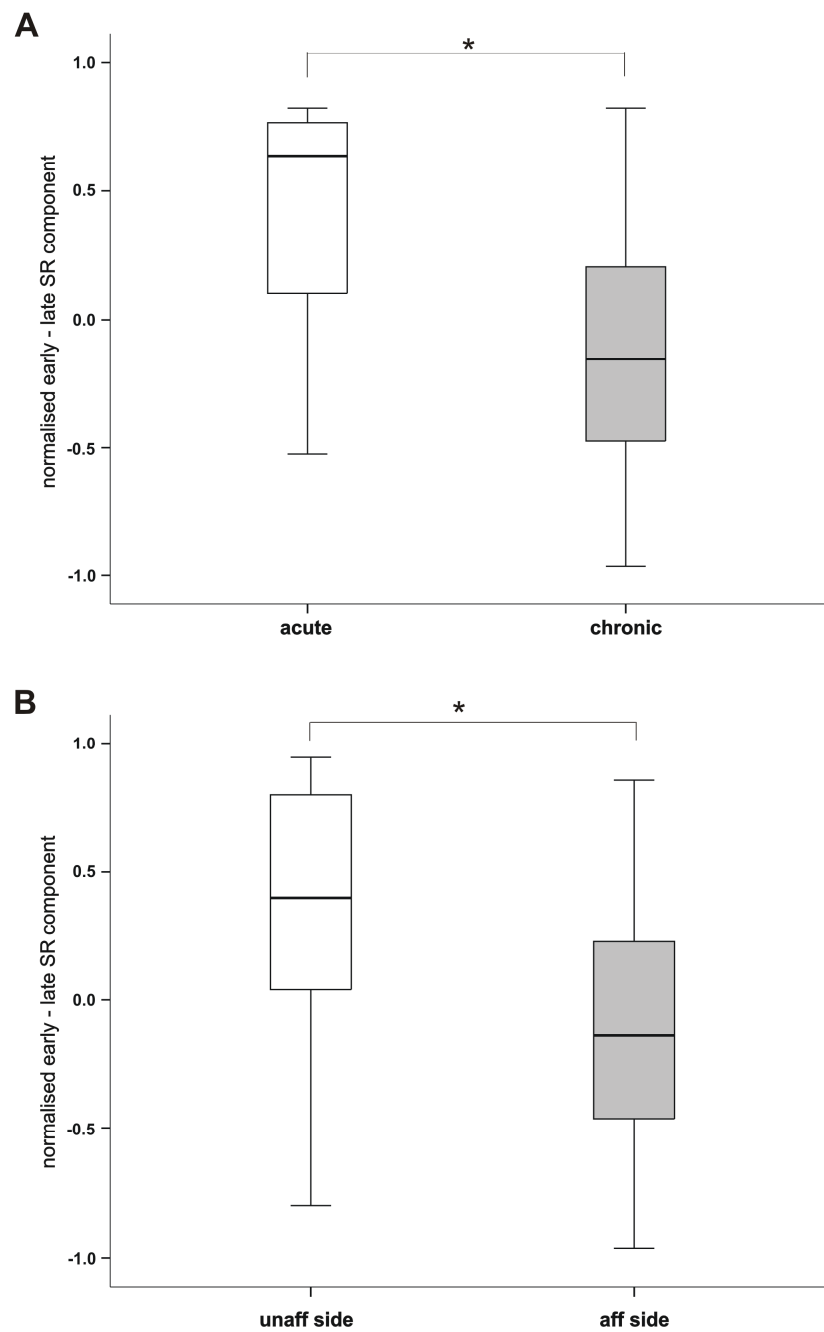 A
*
1.0
0.5
0.0
-0.5
-1.0
normalised early - late SR component
acute chronic
B
*
1.0
0.5
0.0
-0.5
-1.0
normalised early - late SR component
unaff side aff side